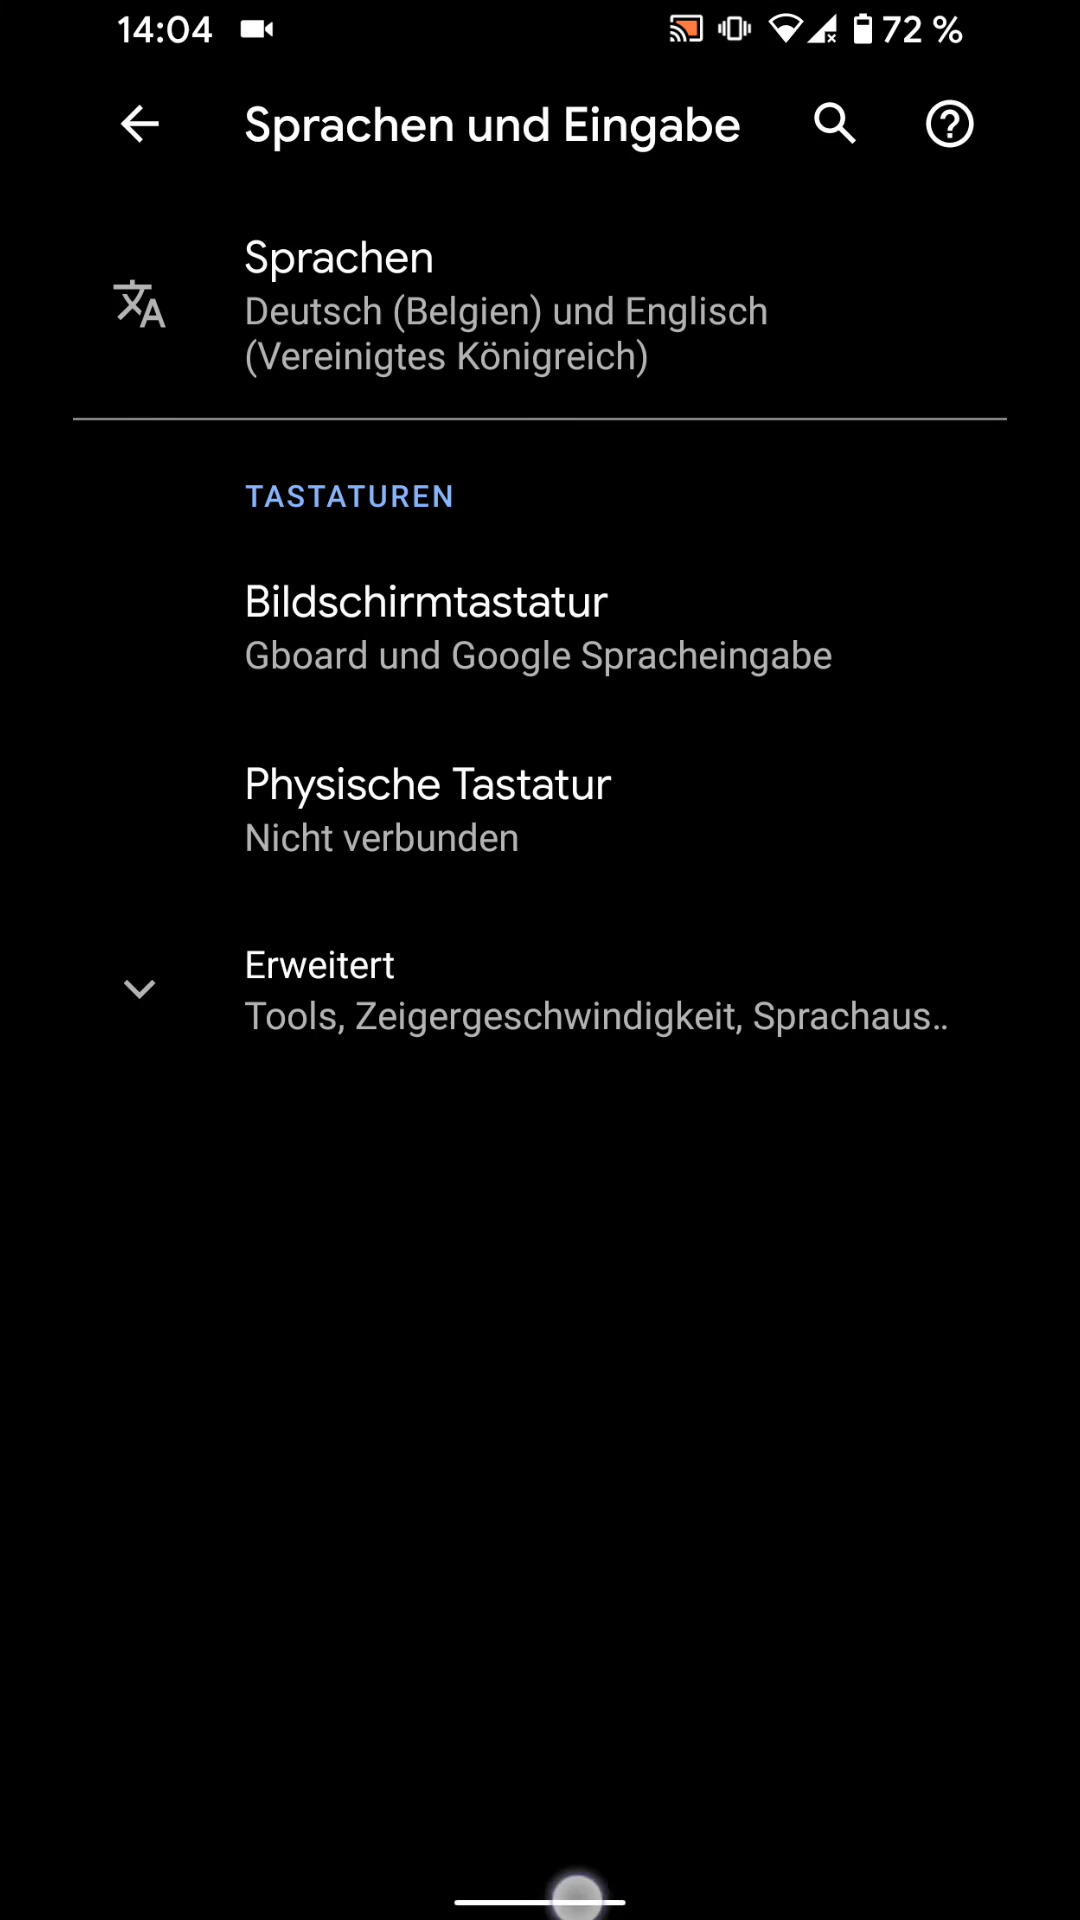 14:04
72 %
Sprachen und Eingabe
Sprachen
Deutsch (Belgien) und Englisch
(Vereinigtes Königreich)
TASTATUREN
Bildschirmtastatur
Gboard und Google Spracheingabe
Physische Tastatur
Nicht verbunden
Erweitert
Tools, Zeigergeschwindigkeit, Sprachaus..